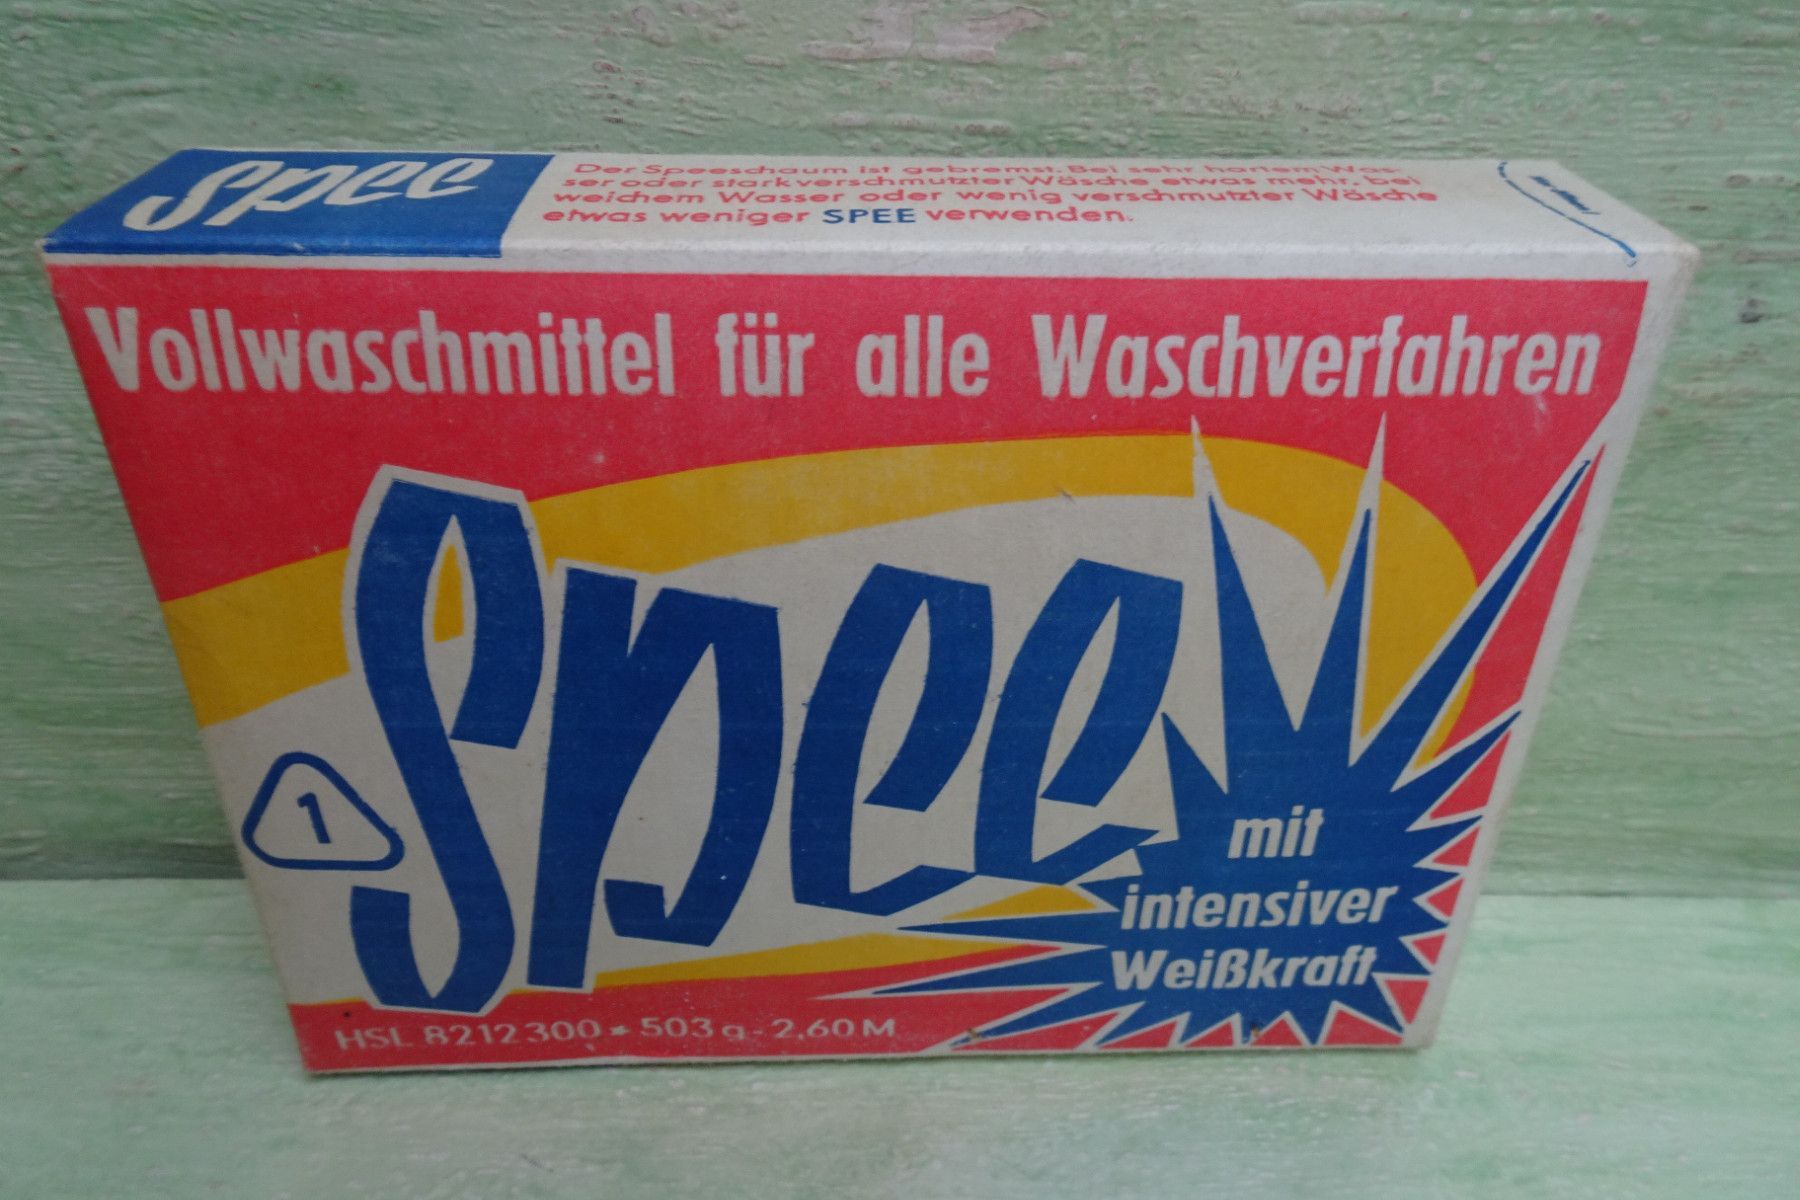 Spee
Der Speeschaum ist gebremst. Bei sehr hartem Was-
ser oder stark verschmutzter Wäsche etwas mehr, bei
weichem Wasser oder wenig verschmutzter Wäsche
etwas weniger SPEE verwenden.
Vollwaschmittel für alle Waschverfahren
Spee
1
mit
intensiver
Weißkraft
HSL 8212300 - 503 g - 2,60 M